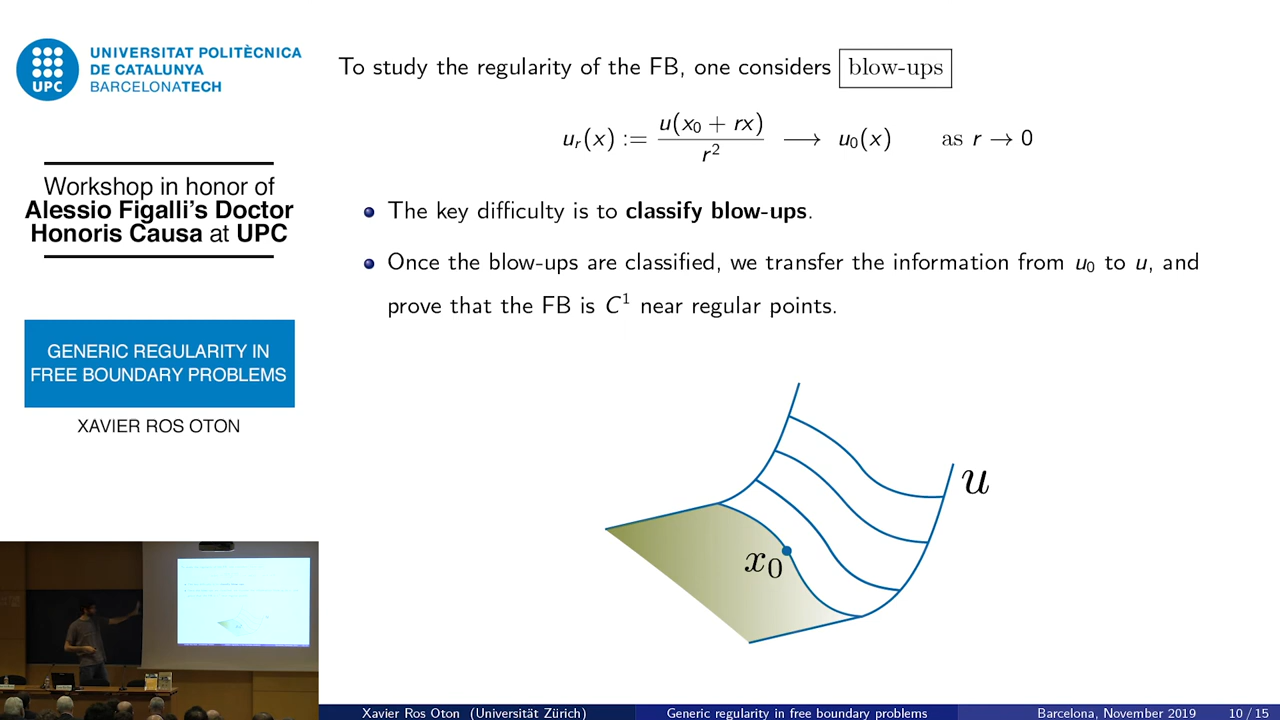 UNIVERSITAT POLITÈCNICA
DE CATALUNYA
BARCELONATECH
UPC
Workshop in honor of
Alessio Figalli's Doctor
Honoris Causa at UPC
GENERIC REGULARITY IN
FREE BOUNDARY PROBLEMS
XAVIER ROS OTON
To study the regularity of the FB, one considers blow-ups
u_r(x) := u(x_0 + rx) / r^2 ⟶ u_0(x) as r → 0
The key difficulty is to classify blow-ups.
Once the blow-ups are classified, we transfer the information from u_0 to u, and
prove that the FB is C^1 near regular points.
u
x_0
Xavier Ros Oton (Universität Zürich) Generic regularity in free boundary problems Barcelona, November 2019 10 / 15